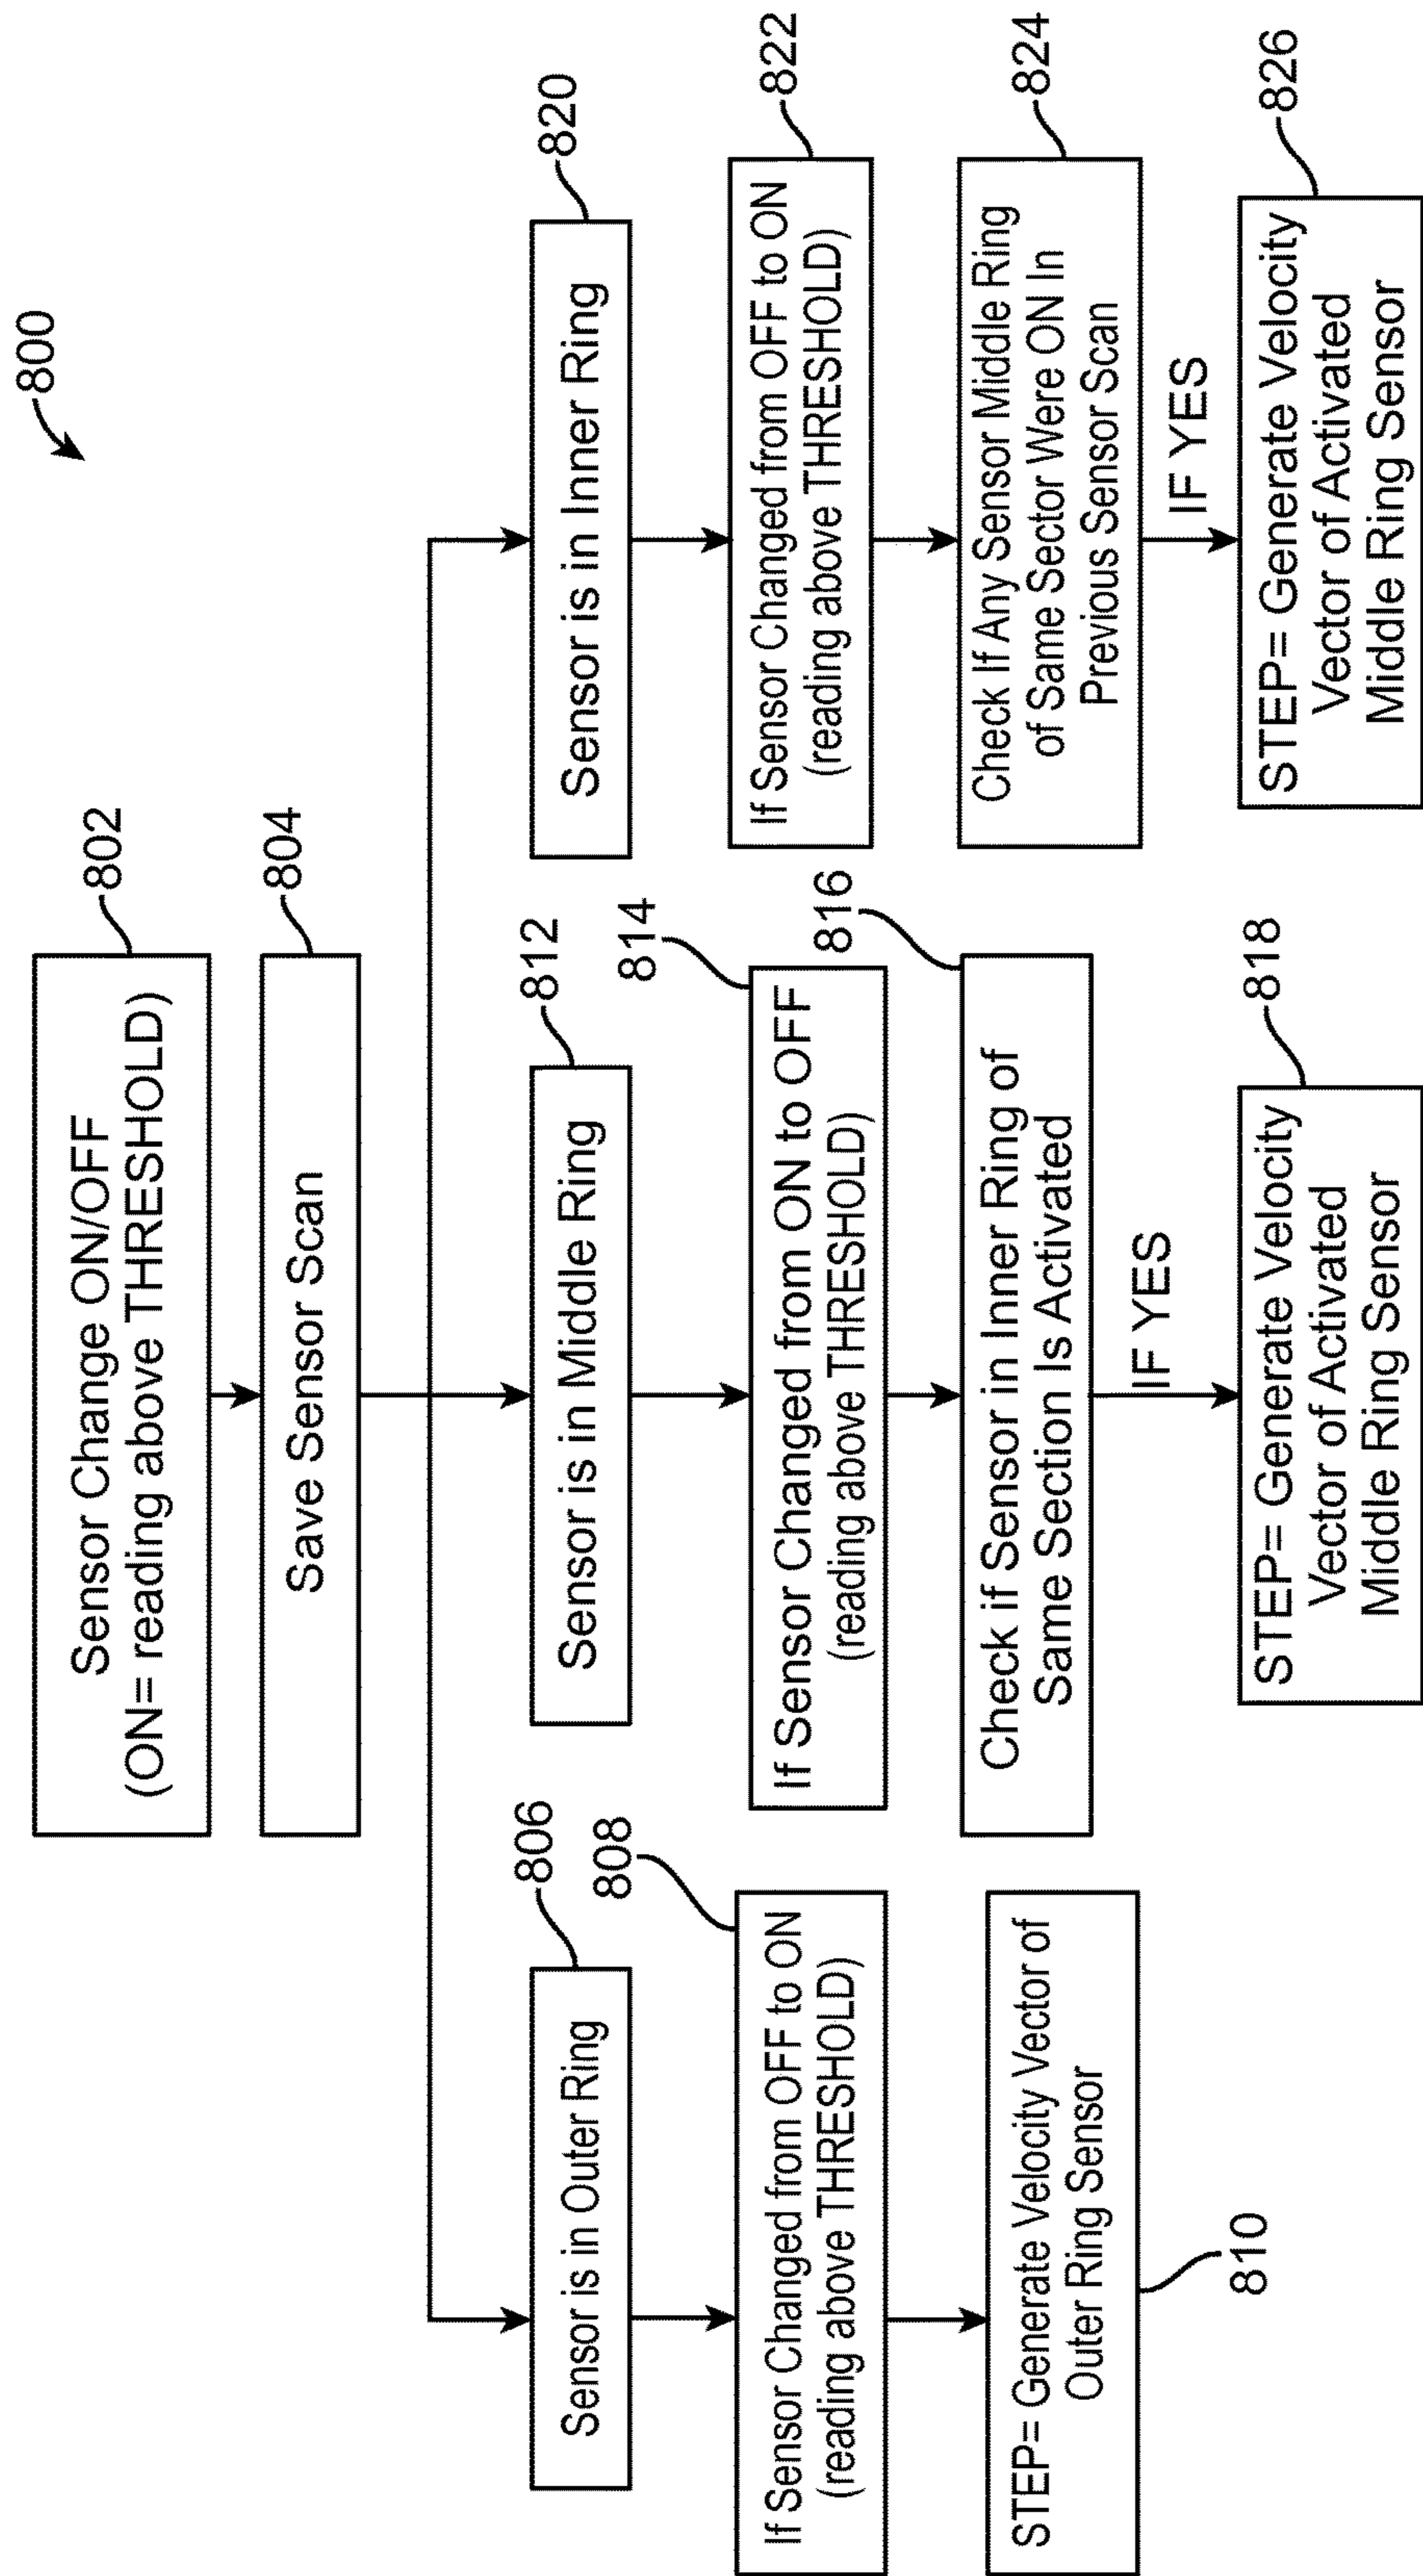 800
Sensor Change ON/OFF
(ON= reading above THRESHOLD)
802
Save Sensor Scan
804
Sensor is in Outer Ring
806
If Sensor Changed from OFF to ON
(reading above THRESHOLD)
808
STEP= Generate Velocity Vector of
Outer Ring Sensor
810
Sensor is in Middle Ring
812
If Sensor Changed from ON to OFF
(reading above THRESHOLD)
814
Check if Sensor in Inner Ring of
Same Section Is Activated
816
IF YES
STEP= Generate Velocity
Vector of Activated
Middle Ring Sensor
818
Sensor is in Inner Ring
820
If Sensor Changed from OFF to ON
(reading above THRESHOLD)
822
Check If Any Sensor Middle Ring
of Same Sector Were ON In
Previous Sensor Scan
824
IF YES
STEP= Generate Velocity
Vector of Activated
Middle Ring Sensor
826